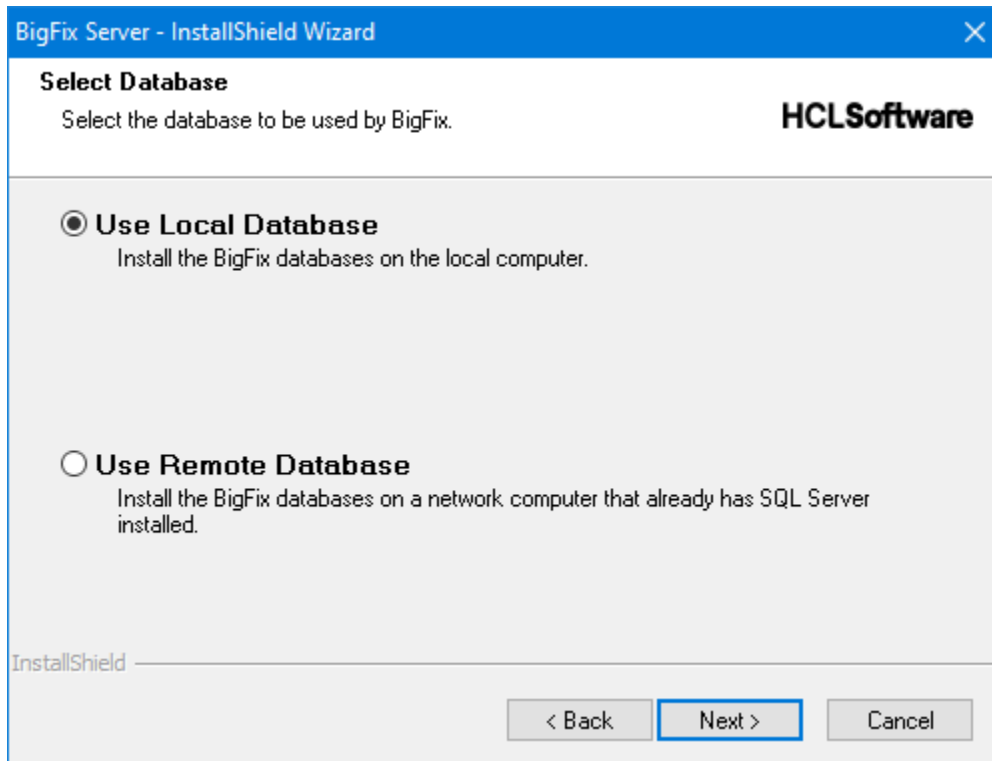 BigFix Server - InstallShield Wizard
Select Database
Select the database to be used by BigFix.
HCLSoftware
Use Local Database
Install the BigFix databases on the local computer.
Use Remote Database
Install the BigFix databases on a network computer that already has SQL Server
installed.
InstallShield
< Back
Next >
Cancel